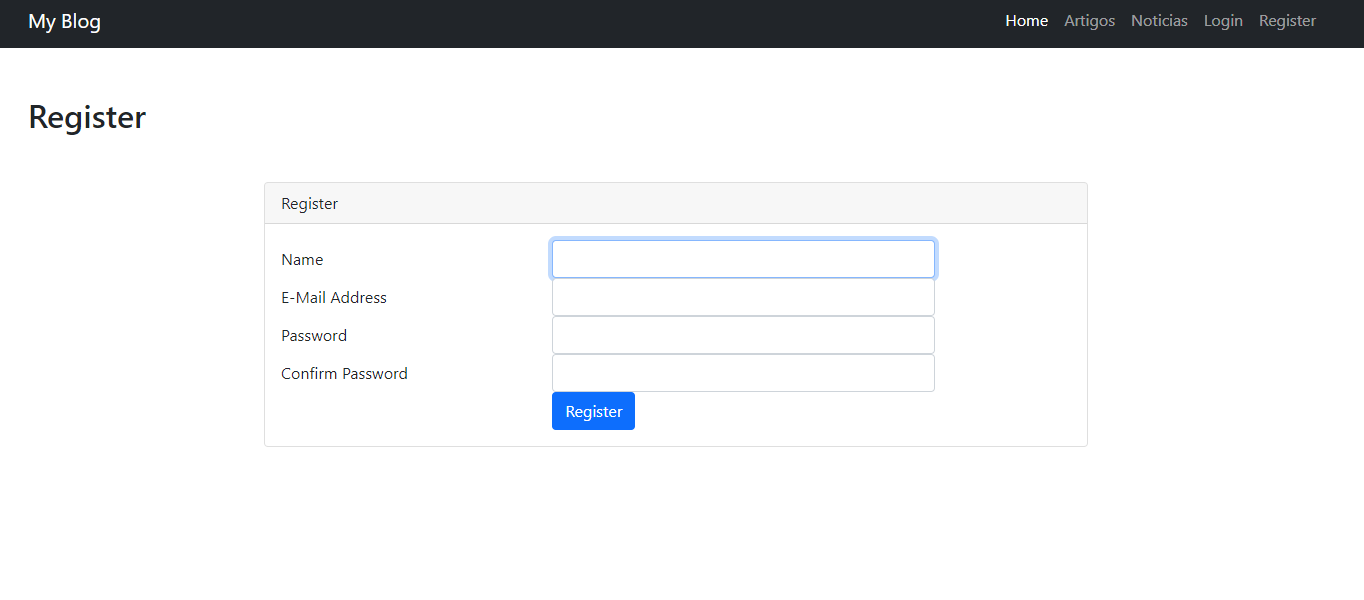 My Blog Home Artigos Noticias Login Register
Register
Register
Name
E-Mail Address
Password
Confirm Password
Register